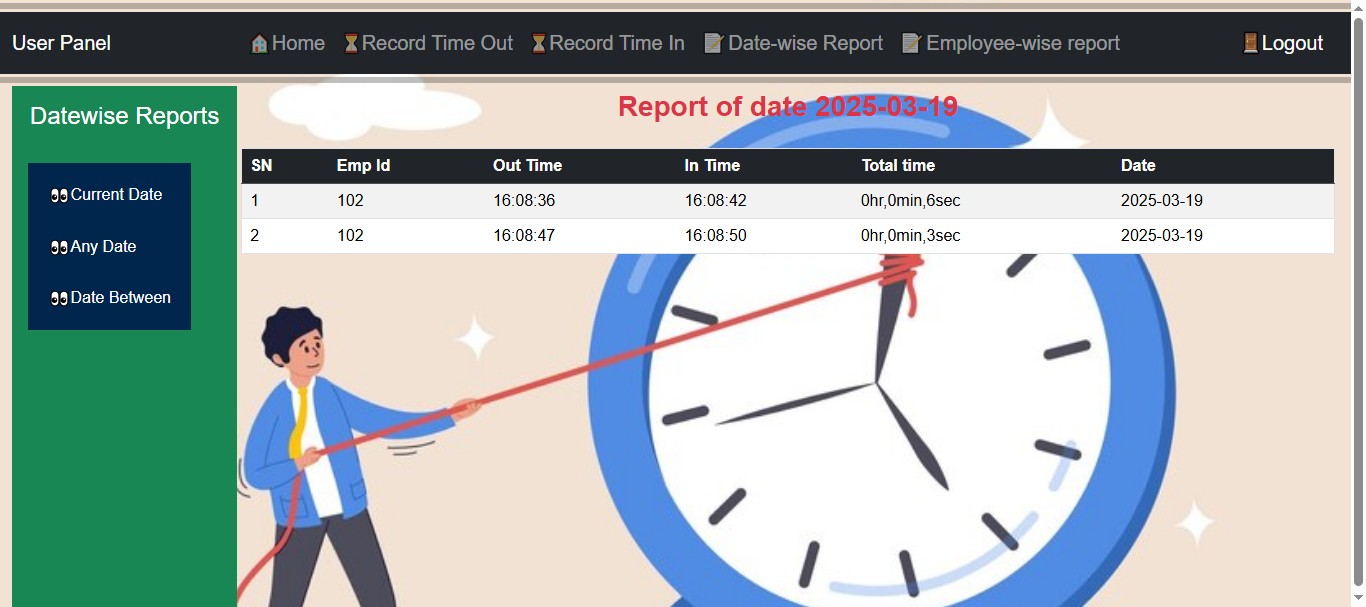 User Panel 🏠Home ⏳Record Time Out ⏳Record Time In 📝Date-wise Report 📝Employee-wise report 🚪Logout
Datewise Reports
👀Current Date
👀Any Date
👀Date Between
Report of date 2025-03-19
SN Emp Id Out Time In Time Total time Date
1 102 16:08:36 16:08:42 0hr,0min,6sec 2025-03-19
2 102 16:08:47 16:08:50 0hr,0min,3sec 2025-03-19